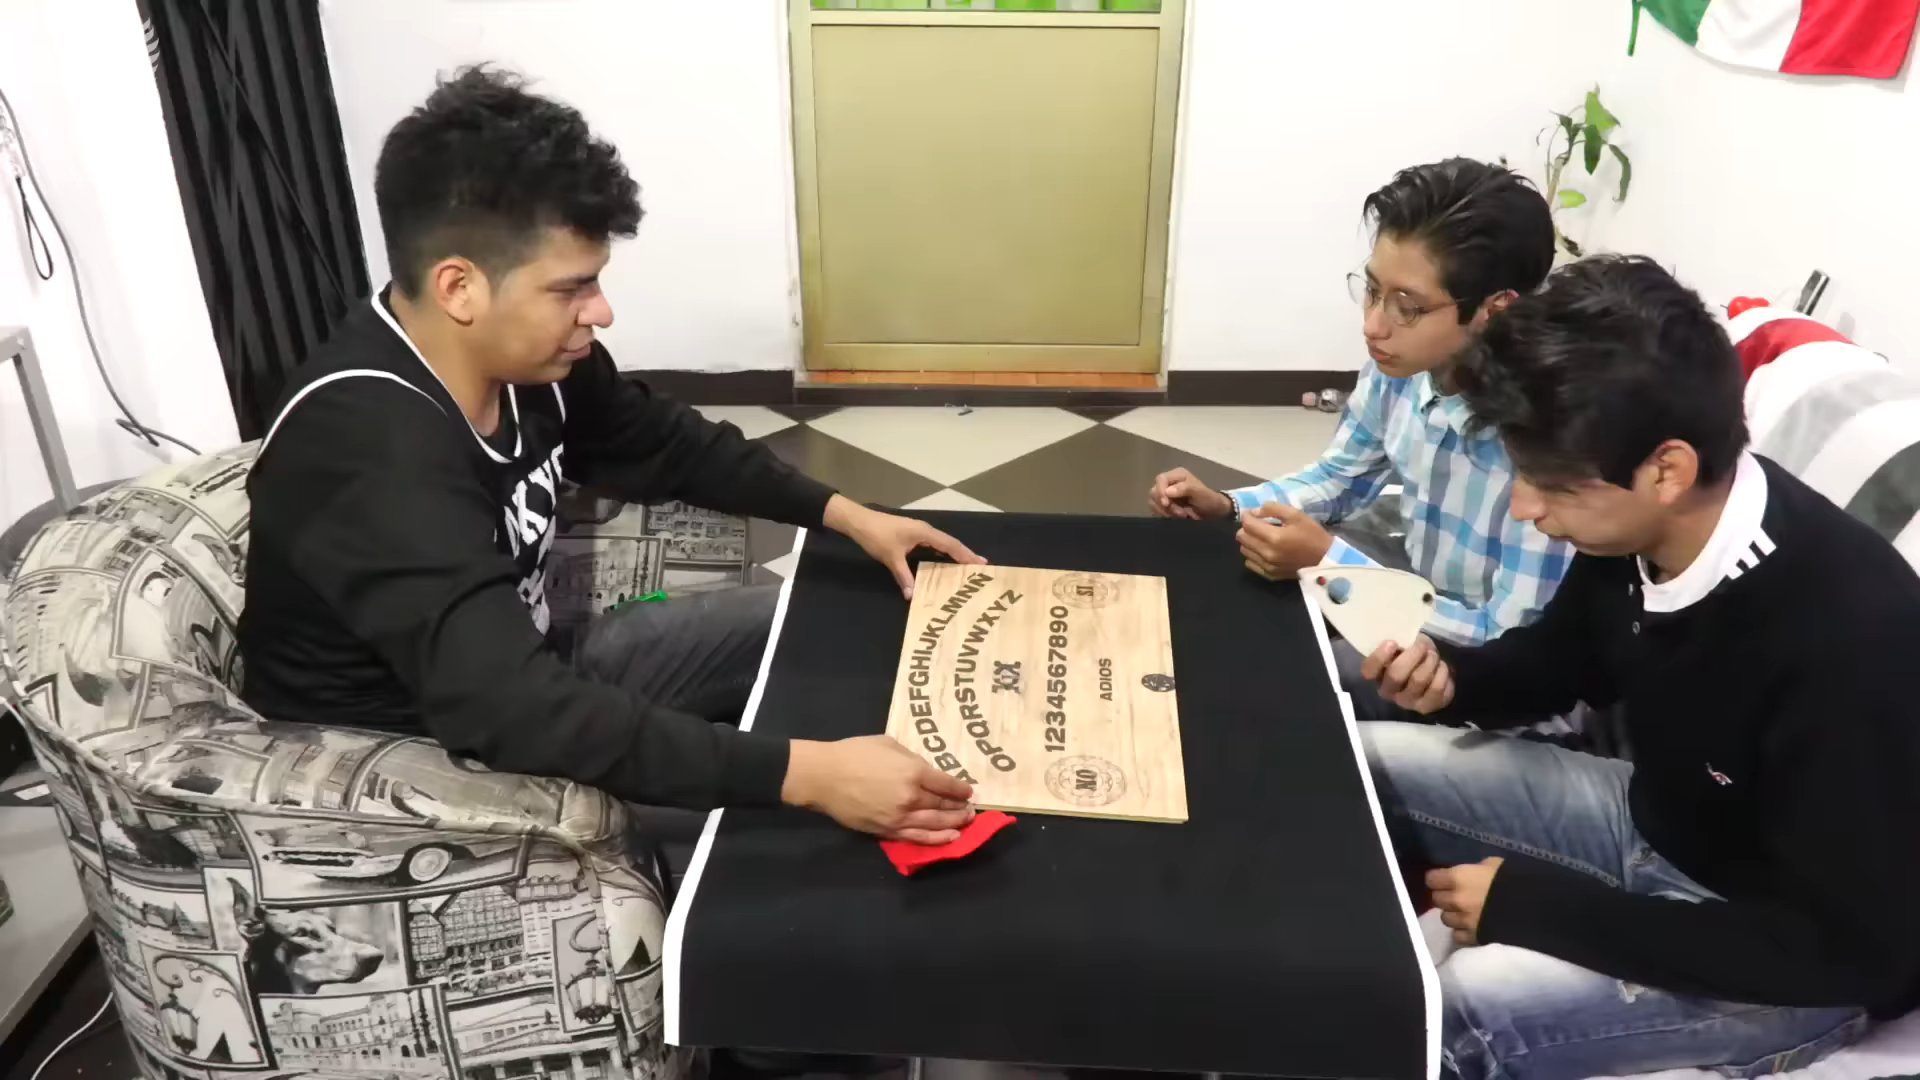 ABCDEFGHIJKLMNÑ
OPQRSTUVWXYZ
1234567890
ADIOS
SI
NO